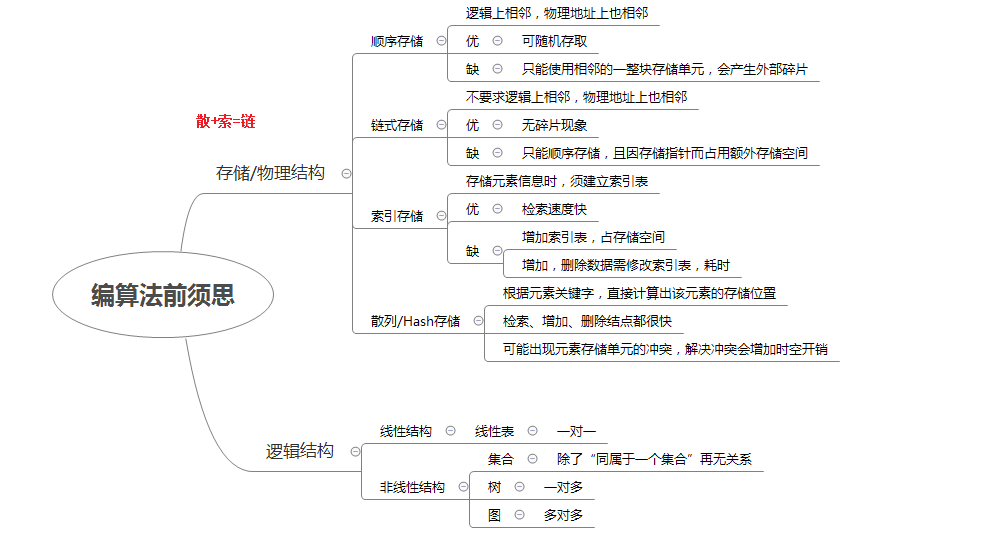 逻辑上相邻，物理地址上也相邻
顺序存储
优
可随机存取
缺
只能使用相邻的一整块存储单元，会产生外部碎片
散+索=链
不要求逻辑上相邻，物理地址上也相邻
链式存储
优
无碎片现象
缺
只能顺序存储，且因存储指针而占用额外存储空间
存储/物理结构
存储元素信息时，须建立索引表
索引存储
优
检索速度快
缺
增加索引表，占存储空间
增加，删除数据需修改索引表，耗时
编算法前须思
根据元素关键字，直接计算出该元素的存储位置
散列/Hash存储
检索、增加、删除结点都很快
可能出现元素存储单元的冲突，解决冲突会增加时空开销
逻辑结构
线性结构
线性表
一对一
非线性结构
集合
除了“同属于一个集合”再无关系
树
一对多
图
多对多